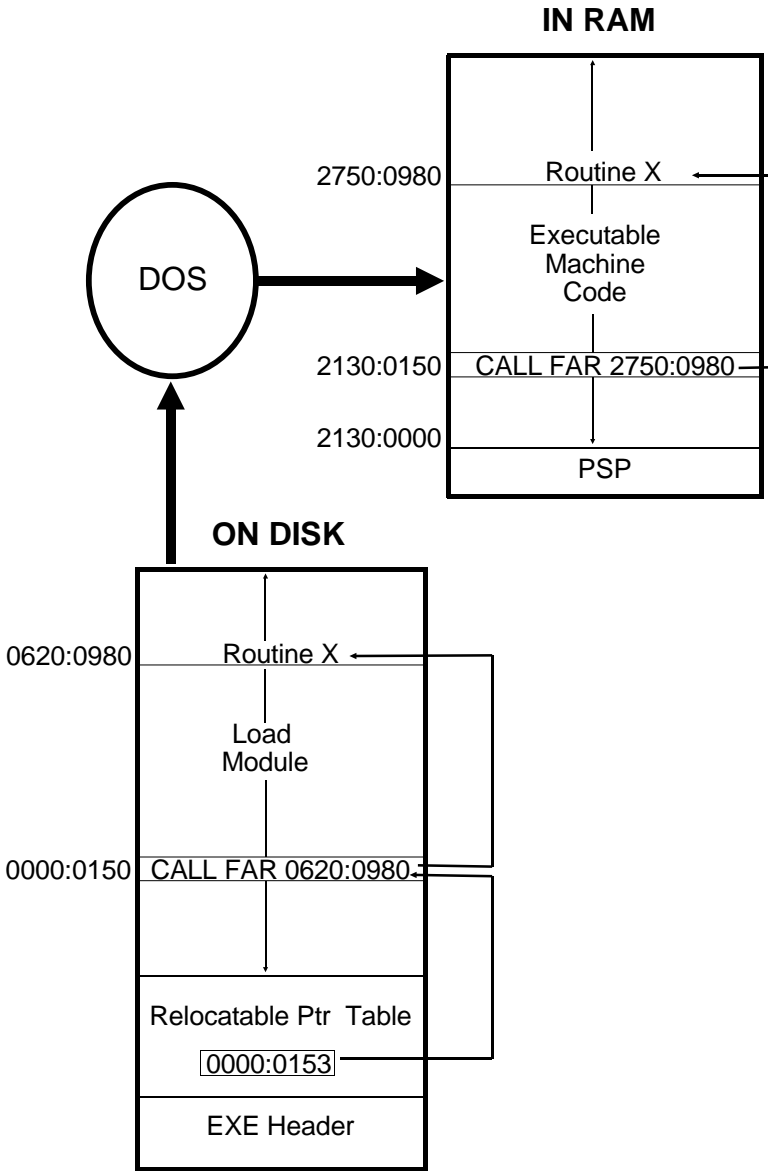 IN RAM
2750:0980
Routine X
Executable
Machine
Code
DOS
2130:0150
CALL FAR 2750:0980
2130:0000
PSP
ON DISK
0620:0980
Routine X
Load
Module
0000:0150
CALL FAR 0620:0980
Relocatable Ptr Table
0000:0153
EXE Header